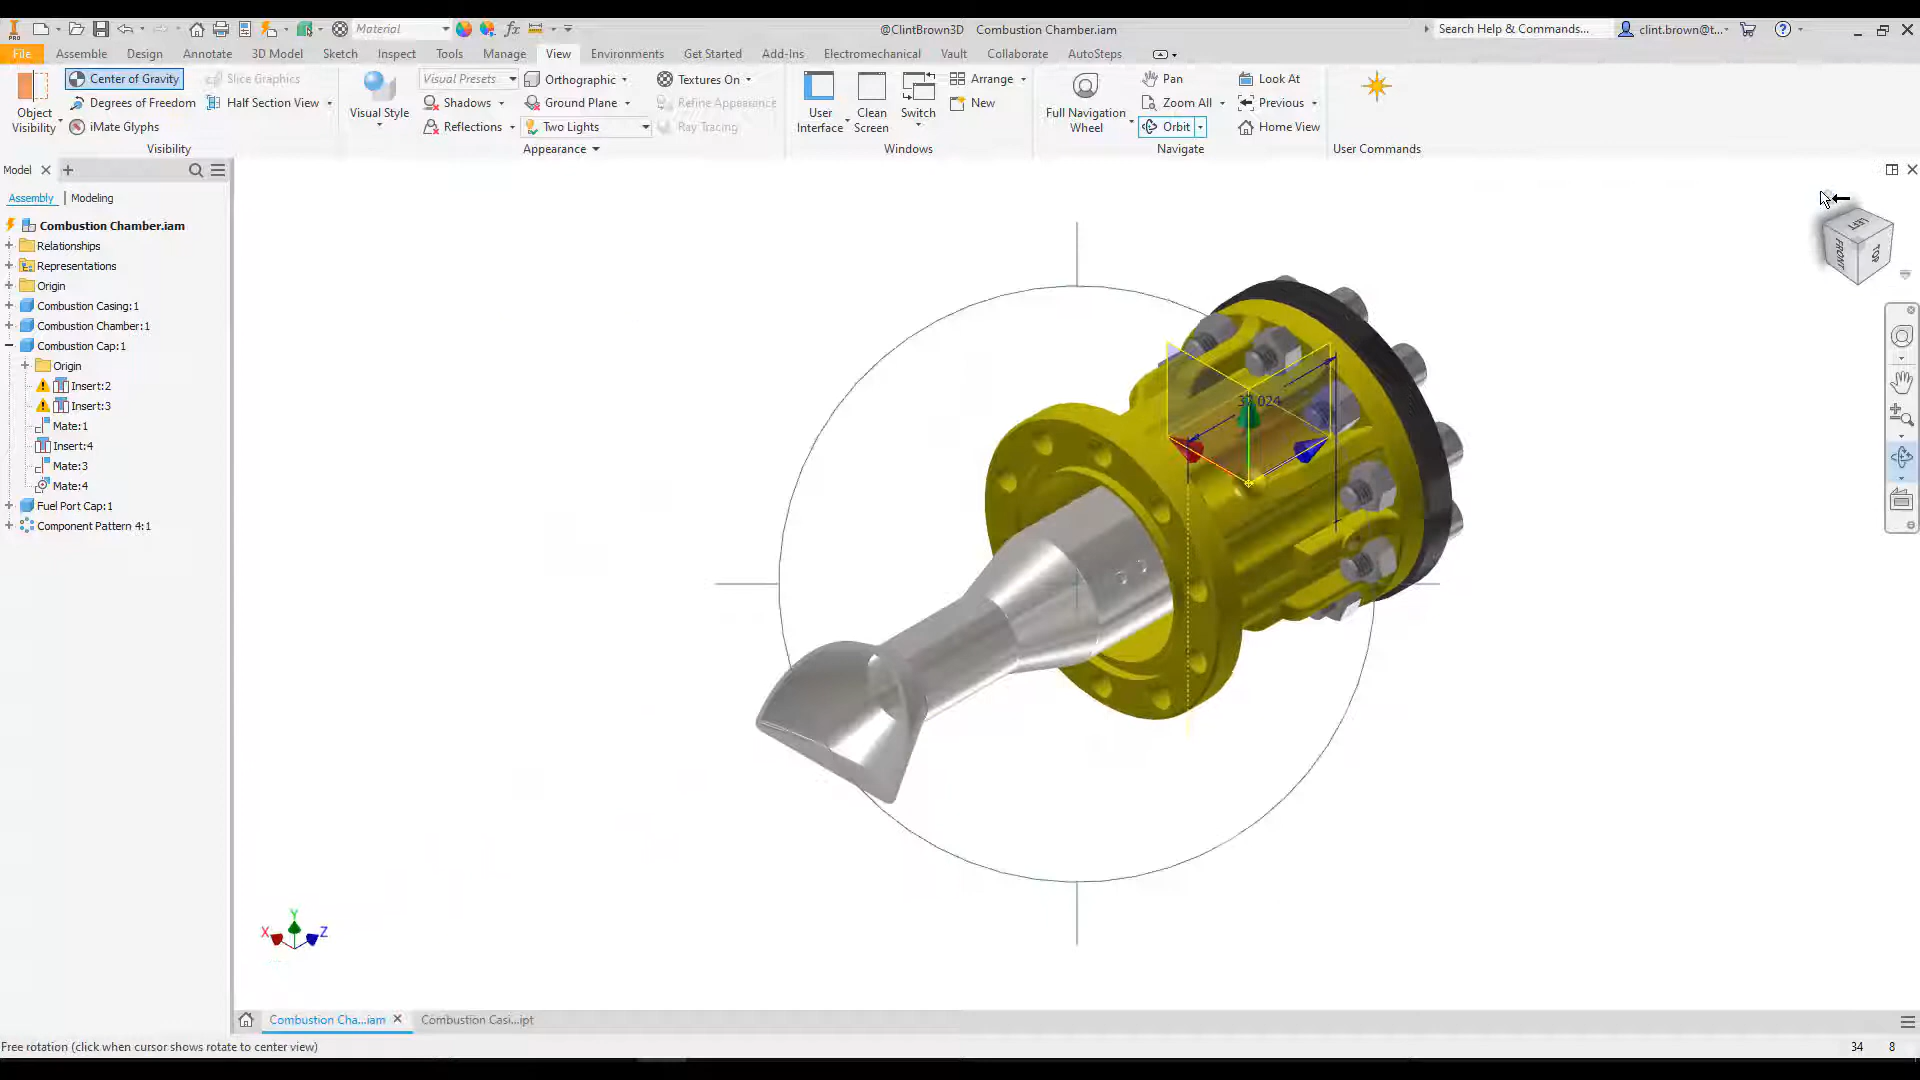 Material
@ClintBrown3D Combustion Chamber.iam
Search Help & Commands...
clint.brown@t...
File Assemble Design Annotate 3D Model Sketch Inspect Tools Manage View Environments Get Started Add-Ins Electromechanical Vault Collaborate AutoSteps
Object
Visibility
Center of Gravity
Degrees of Freedom
iMate Glyphs
Slice Graphics
Half Section View
Visibility
Visual Style
Visual Presets
Shadows
Reflections
Orthographic
Ground Plane
Two Lights
Textures On
Refine Appearance
Ray Tracing
Appearance
User
Interface
Clean
Screen
Switch
Arrange
New
Windows
Full Navigation
Wheel
Pan
Zoom All
Orbit
Look At
Previous
Home View
Navigate
User Commands
Model
Assembly Modeling
Combustion Chamber.iam
Relationships
Representations
Origin
Combustion Casing:1
Combustion Chamber:1
Combustion Cap:1
Origin
Insert:2
Insert:3
Mate:1
Insert:4
Mate:3
Mate:4
Fuel Port Cap:1
Component Pattern 4:1
LEFT
FRONT
TOP
Y
X
Z
Combustion Cha...iam
Combustion Casi...ipt
Free rotation (click when cursor shows rotate to center view)
34 8